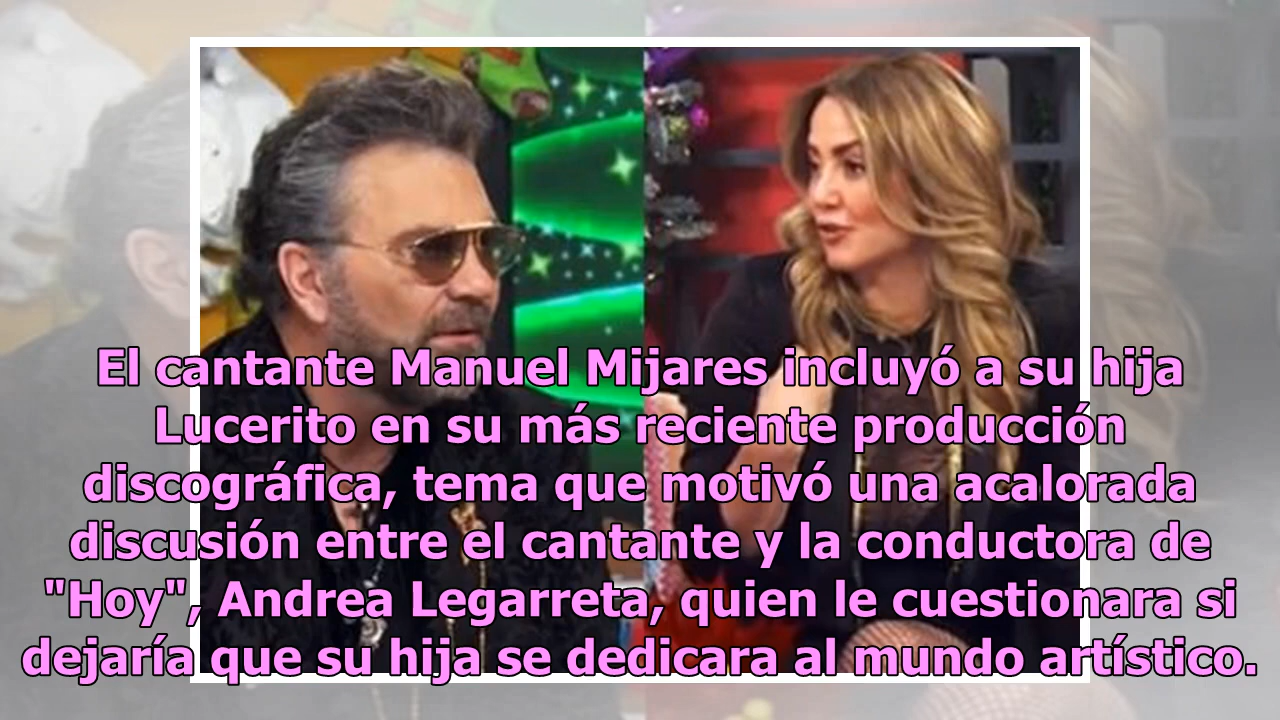 El cantante Manuel Mijares incluyó a su hija
Lucerito en su más reciente producción
discográfica, tema que motivó una acalorada
discusión entre el cantante y la conductora de
"Hoy", Andrea Legarreta, quien le cuestionara si
dejaría que su hija se dedicara al mundo artístico.